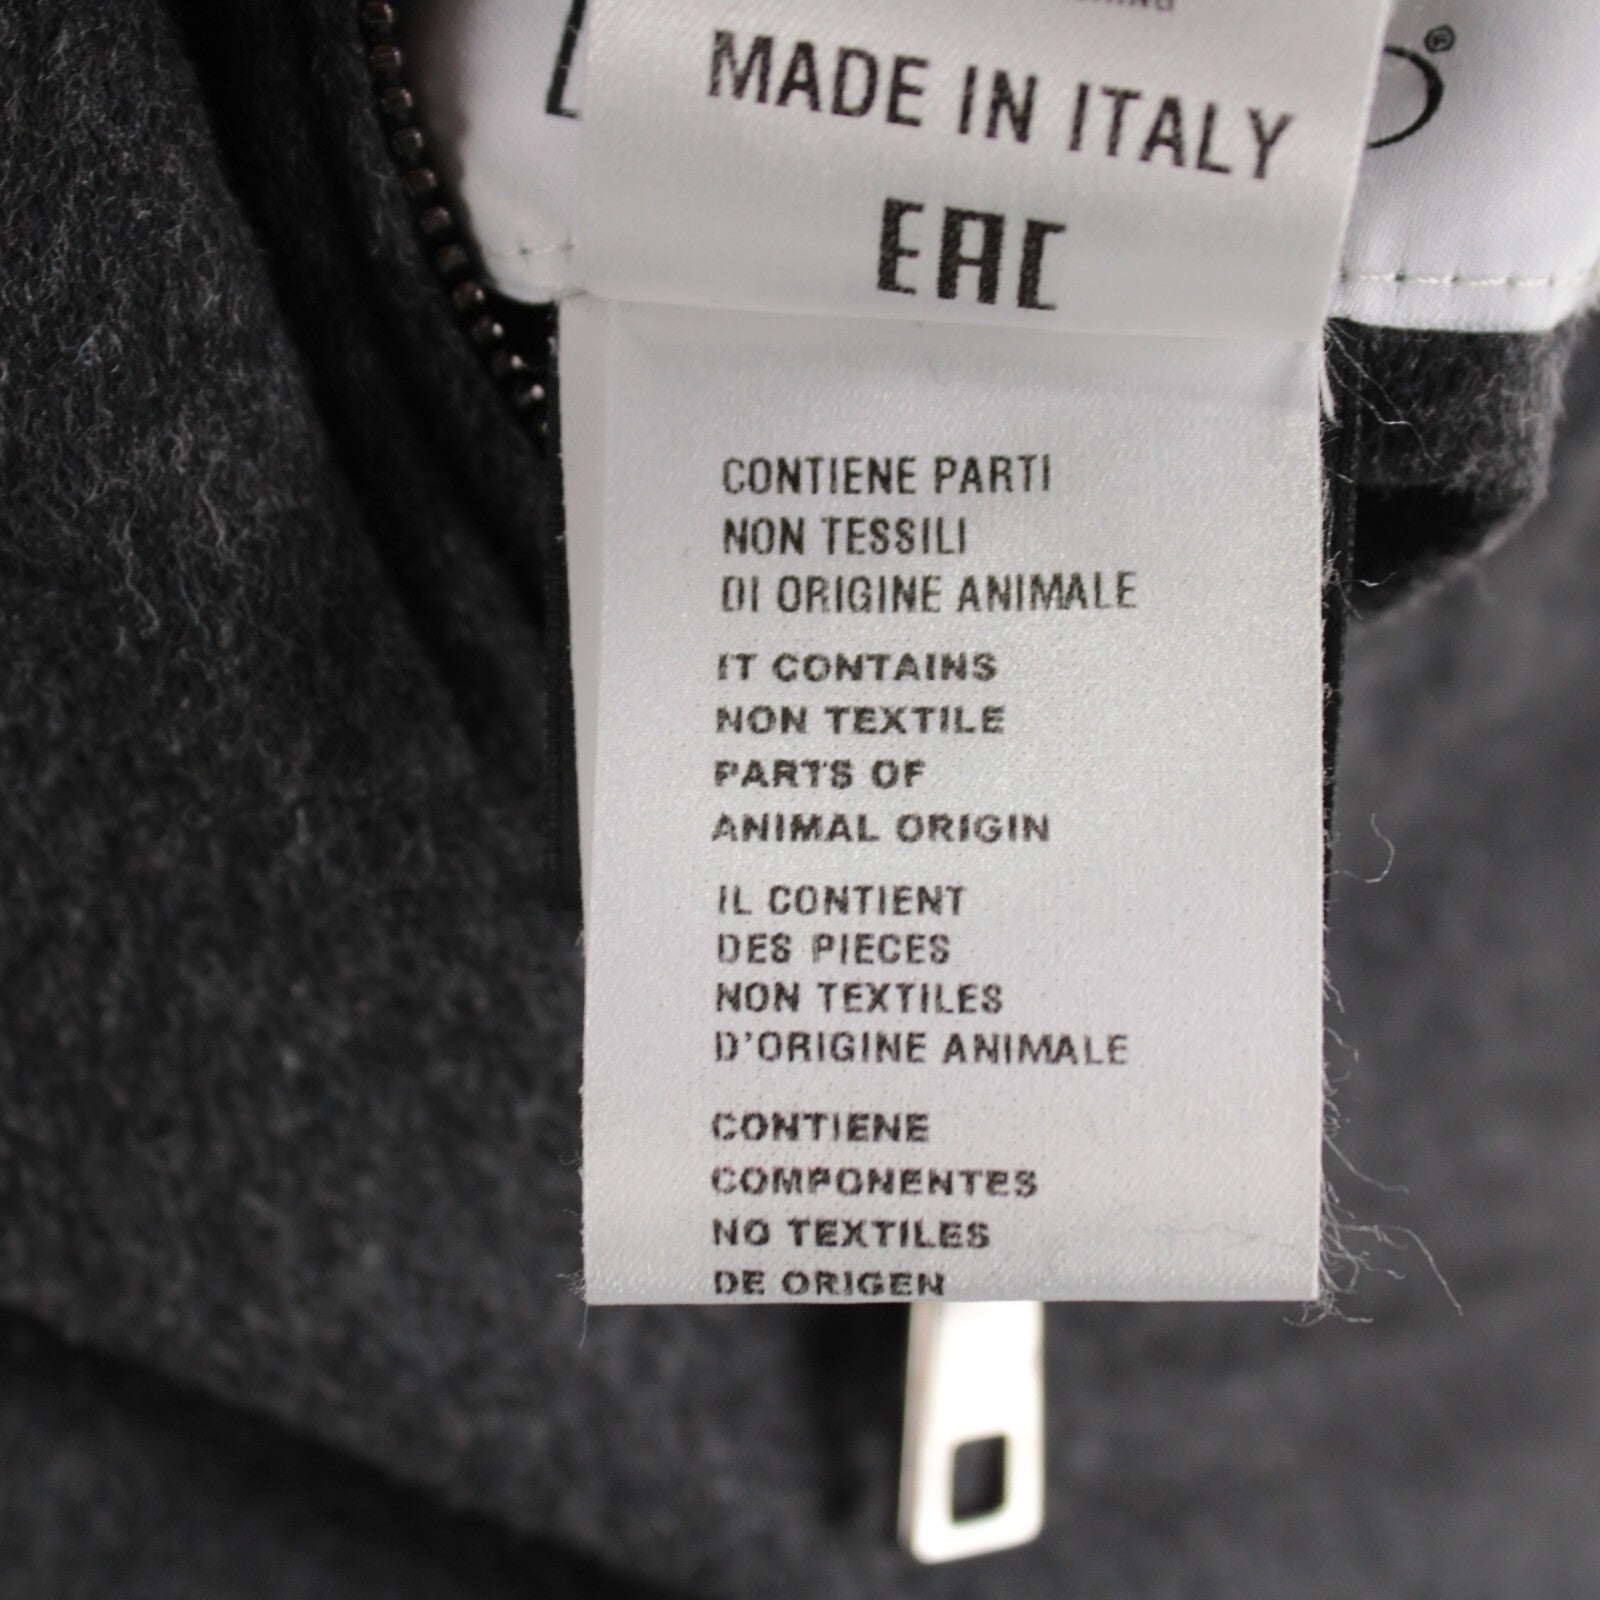 MADE IN ITALY
EAC
CONTIENE PARTI
NON TESSILI
DI ORIGINE ANIMALE
IT CONTAINS
NON TEXTILE
PARTS OF
ANIMAL ORIGIN
IL CONTIENT
DES PIECES
NON TEXTILES
D'ORIGINE ANIMALE
CONTIENE
COMPONENTES
NO TEXTILES
DE ORIGEN